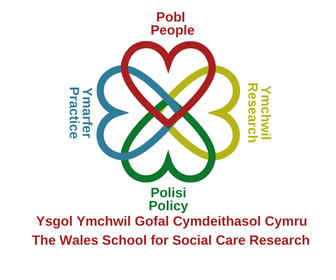 Pobl
People
Ymarfer
Practice
Ymchwil
Research
Polisi
Policy
Ysgol Ymchwil Gofal Cymdeithasol Cymru
The Wales School for Social Care Research